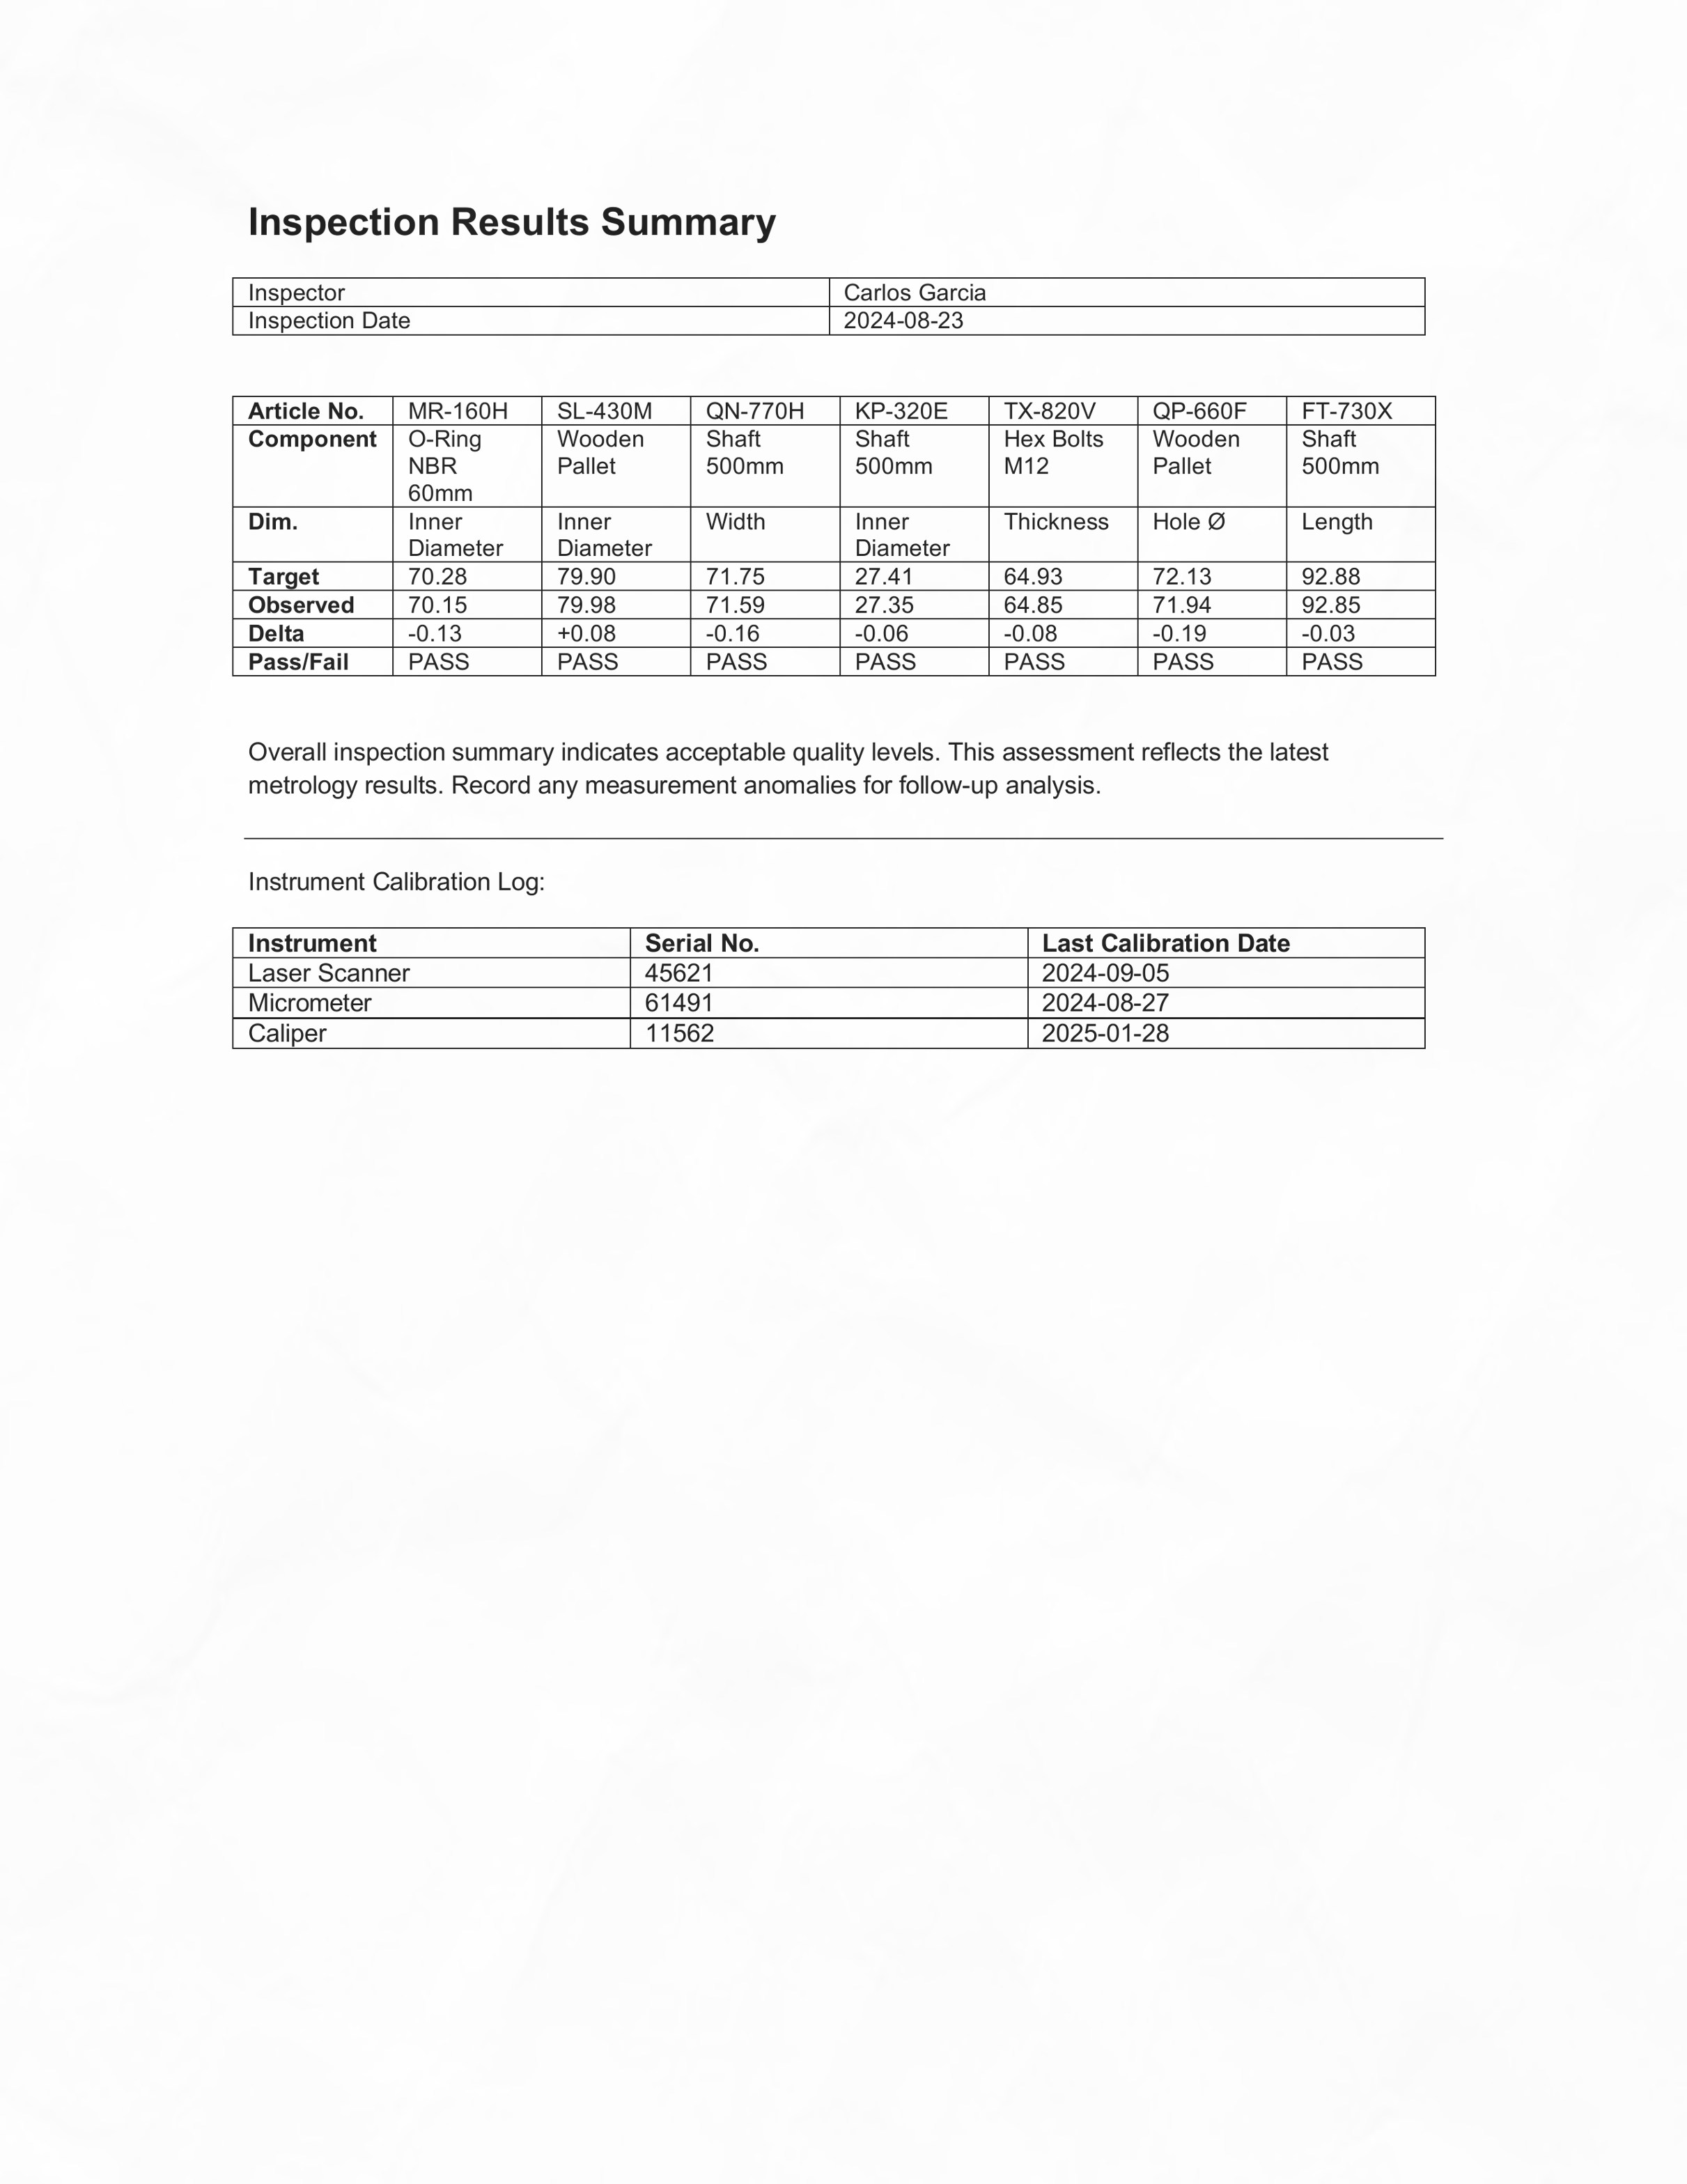 Inspection Results Summary
Inspector Carlos Garcia
Inspection Date 2024-08-23
Article No. MR-160H SL-430M QN-770H KP-320E TX-820V QP-660F FT-730X
Component O-Ring NBR 60mm Wooden Pallet Shaft 500mm Shaft 500mm Hex Bolts M12 Wooden Pallet Shaft 500mm
Dim. Inner Diameter Inner Diameter Width Inner Diameter Thickness Hole Ø Length
Target 70.28 79.90 71.75 27.41 64.93 72.13 92.88
Observed 70.15 79.98 71.59 27.35 64.85 71.94 92.85
Delta -0.13 +0.08 -0.16 -0.06 -0.08 -0.19 -0.03
Pass/Fail PASS PASS PASS PASS PASS PASS PASS
Overall inspection summary indicates acceptable quality levels. This assessment reflects the latest
metrology results. Record any measurement anomalies for follow-up analysis.
Instrument Calibration Log:
Instrument Serial No. Last Calibration Date
Laser Scanner 45621 2024-09-05
Micrometer 61491 2024-08-27
Caliper 11562 2025-01-28